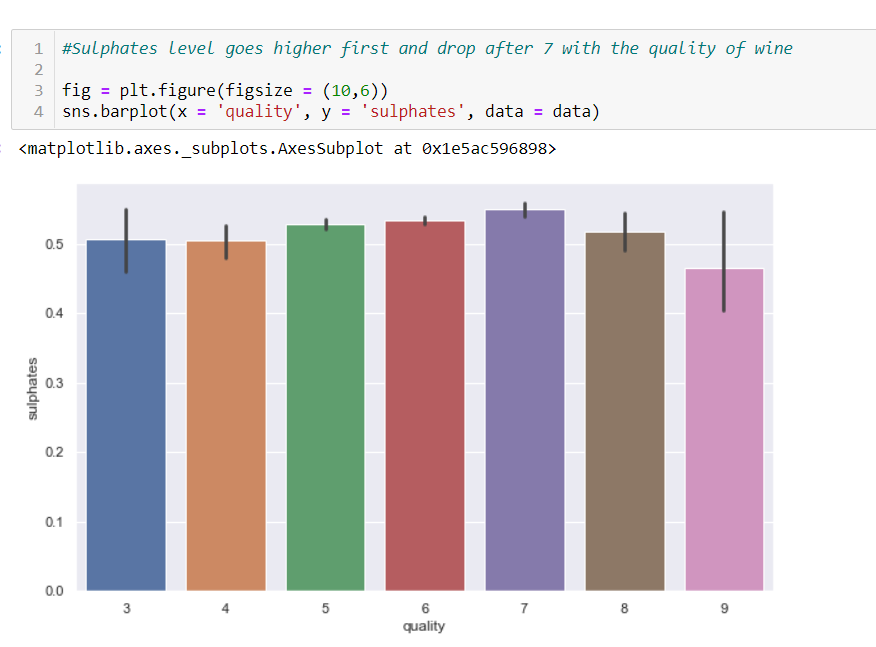 1 #Sulphates level goes higher first and drop after 7 with the quality of wine
2
3 fig = plt.figure(figsize = (10,6))
4 sns.barplot(x = 'quality', y = 'sulphates', data = data)
<matplotlib.axes._subplots.AxesSubplot at 0x1e5ac596898>
0.5
0.4
0.3
0.2
0.1
0.0
sulphates
3 4 5 6 7 8 9
quality